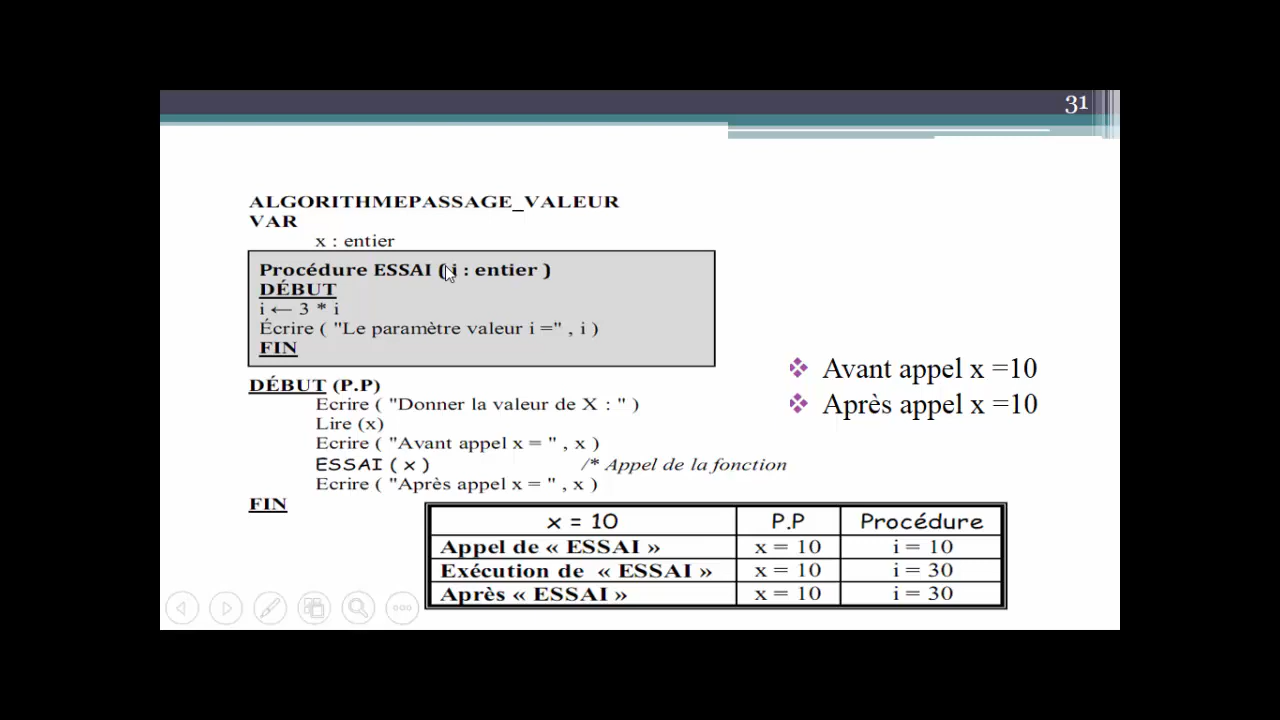 31
ALGORITHMEPASSAGE_VALEUR
VAR
x : entier
Procédure ESSAI ( i : entier )
DÉBUT
i ← 3 * i
Écrire ( "Le paramètre valeur i =" , i )
FIN
DÉBUT (P.P)
Ecrire ( "Donner la valeur de X : " )
Lire (x)
Ecrire ( "Avant appel x = " , x )
ESSAI ( x ) /* Appel de la fonction
Ecrire ( "Après appel x = " , x )
FIN
❖ Avant appel x =10
❖ Après appel x =10
x = 10 P.P Procédure
Appel de « ESSAI » x = 10 i = 10
Exécution de « ESSAI » x = 10 i = 30
Après « ESSAI » x = 10 i = 30